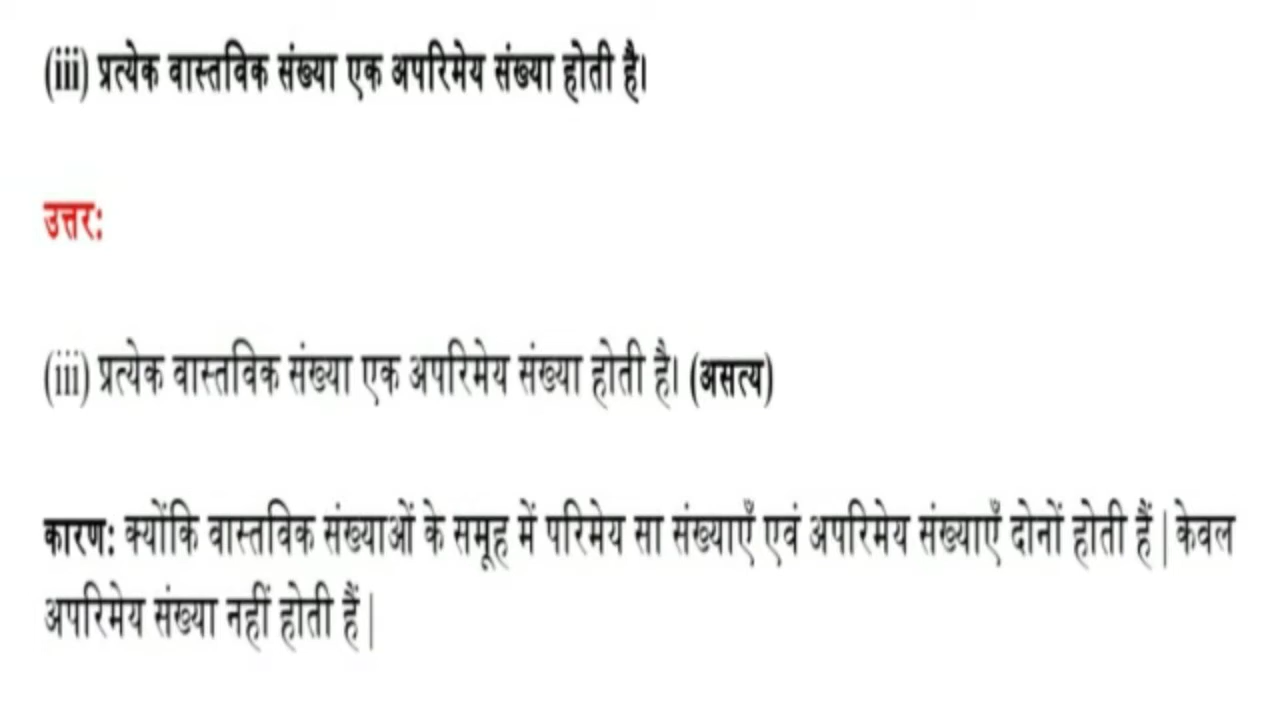 (iii) प्रत्येक वास्तविक संख्या एक अपरिमेय संख्या होती है।
उत्तर:
(iii) प्रत्येक वास्तविक संख्या एक अपरिमेय संख्या होती है। (असत्य)
कारण: क्योंकि वास्तविक संख्याओं के समूह में परिमेय सा संख्याएँ एवं अपरिमेय संख्याएँ दोनों होती हैं | केवल
अपरिमेय संख्या नहीं होती हैं |